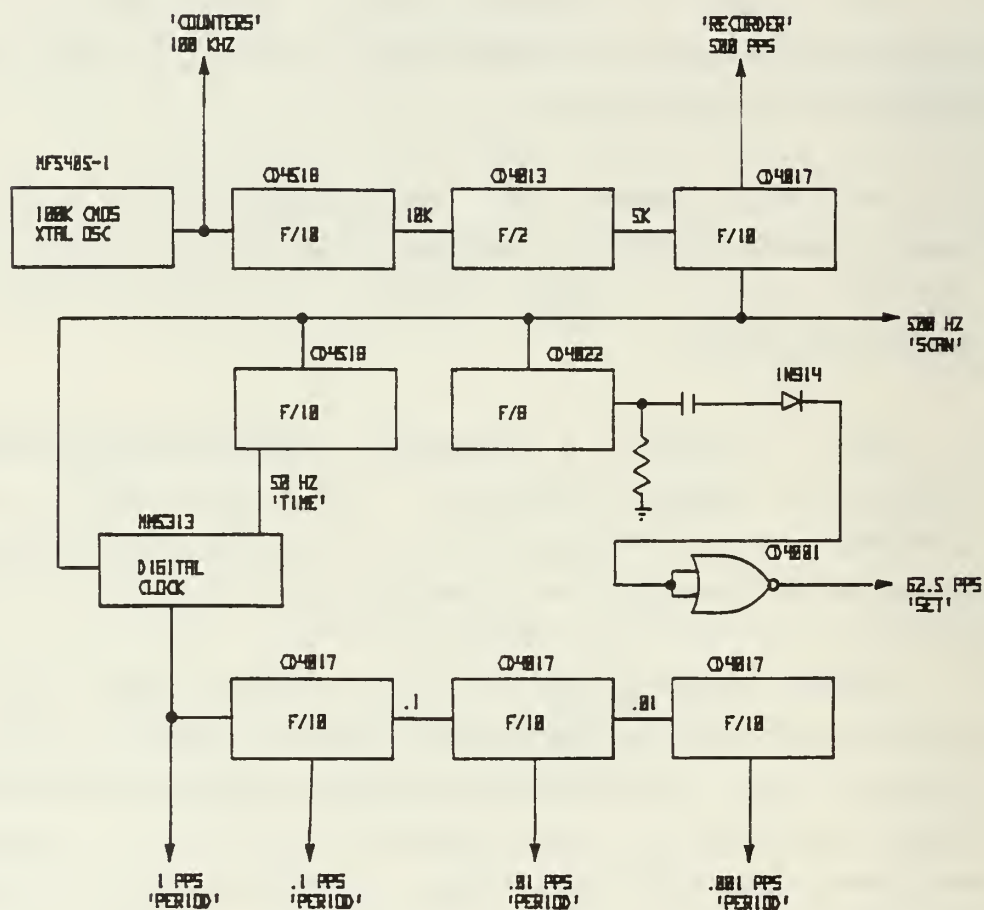 'COUNTERS'
100 KHZ
'RECORDER'
500 PPS
MF5405-1
CD4518
CD4013
CD4017
100K CMOS
XTAL OSC
F/10
10K
F/2
5K
F/10
500 HZ
'SCAN'
CD4518
CD4022
1N914
F/10
F/8
50 HZ
'TIME'
MM5313
DIGITAL
CLOCK
CD4001
62.5 PPS
'SET'
CD4017
CD4017
CD4017
F/10
.1
F/10
.01
F/10
1 PPS
'PERIOD'
.1 PPS
'PERIOD'
.01 PPS
'PERIOD'
.001 PPS
'PERIOD'